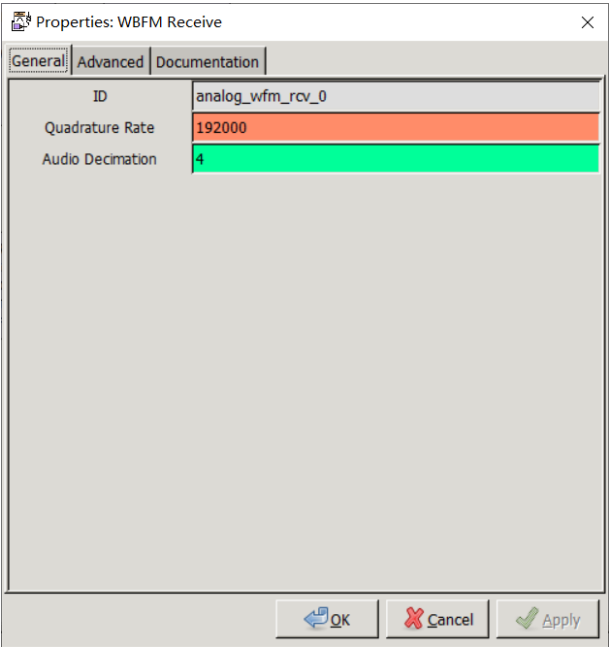 Properties: WBFM Receive
General Advanced Documentation
ID analog_wfm_rcv_0
Quadrature Rate 192000
Audio Decimation 4
OK Cancel Apply